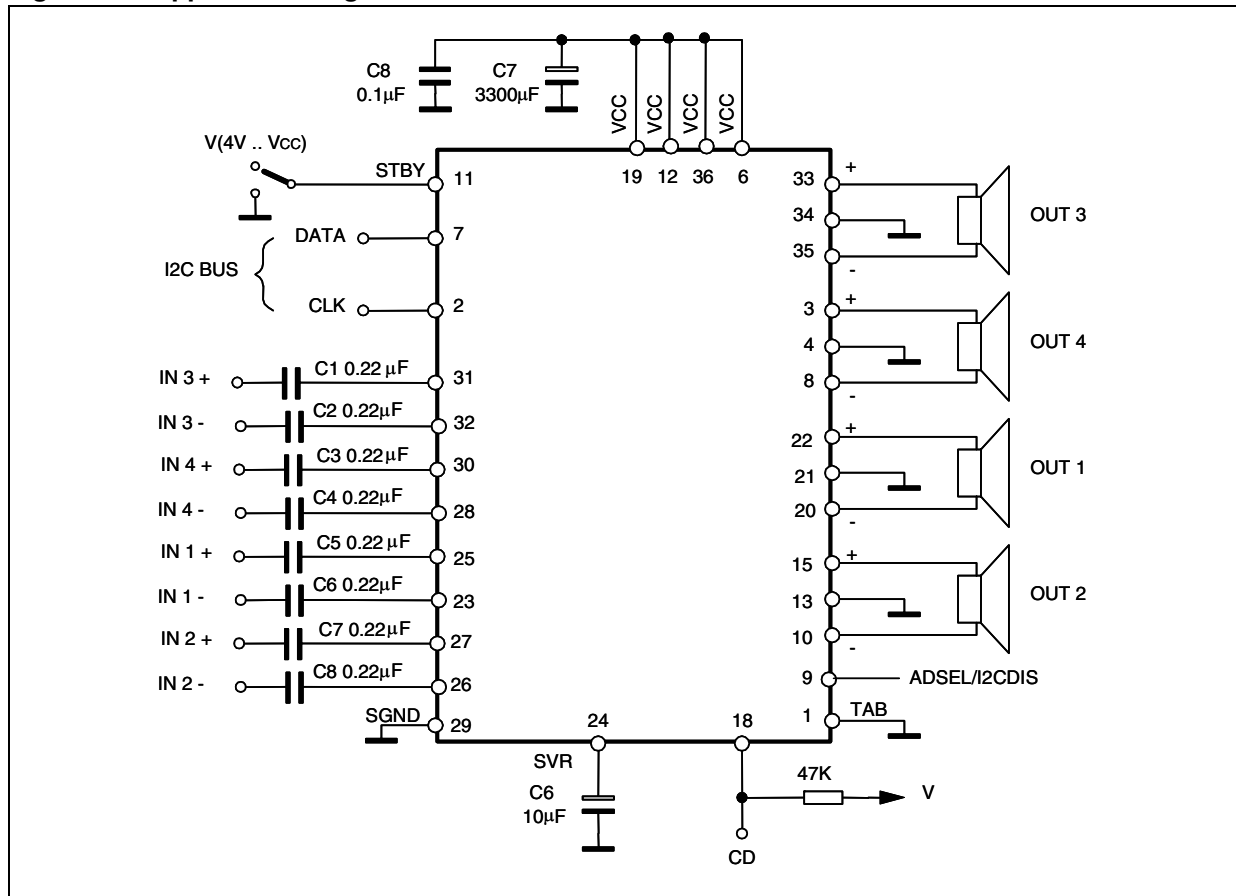 C8
0.1µF
C7
3300µF
VCC
VCC
VCC
VCC
V(4V .. VCC)
STBY
11
19
12
36
6
DATA
7
I2C BUS
CLK
2
IN 3 +
C1 0.22 µF
31
IN 3 -
C2 0.22µF
32
IN 4 +
C3 0.22µF
30
IN 4 -
C4 0.22µF
28
IN 1 +
C5 0.22 µF
25
IN 1 -
C6 0.22µF
23
IN 2 +
C7 0.22µF
27
IN 2 -
C8 0.22µF
26
SGND
29
33
+
34
35
-
OUT 3
3
+
4
8
-
OUT 4
22
+
21
20
-
OUT 1
15
+
13
10
-
OUT 2
9
ADSEL/I2CDIS
1
TAB
24
SVR
C6
10µF
18
47K
V
CD